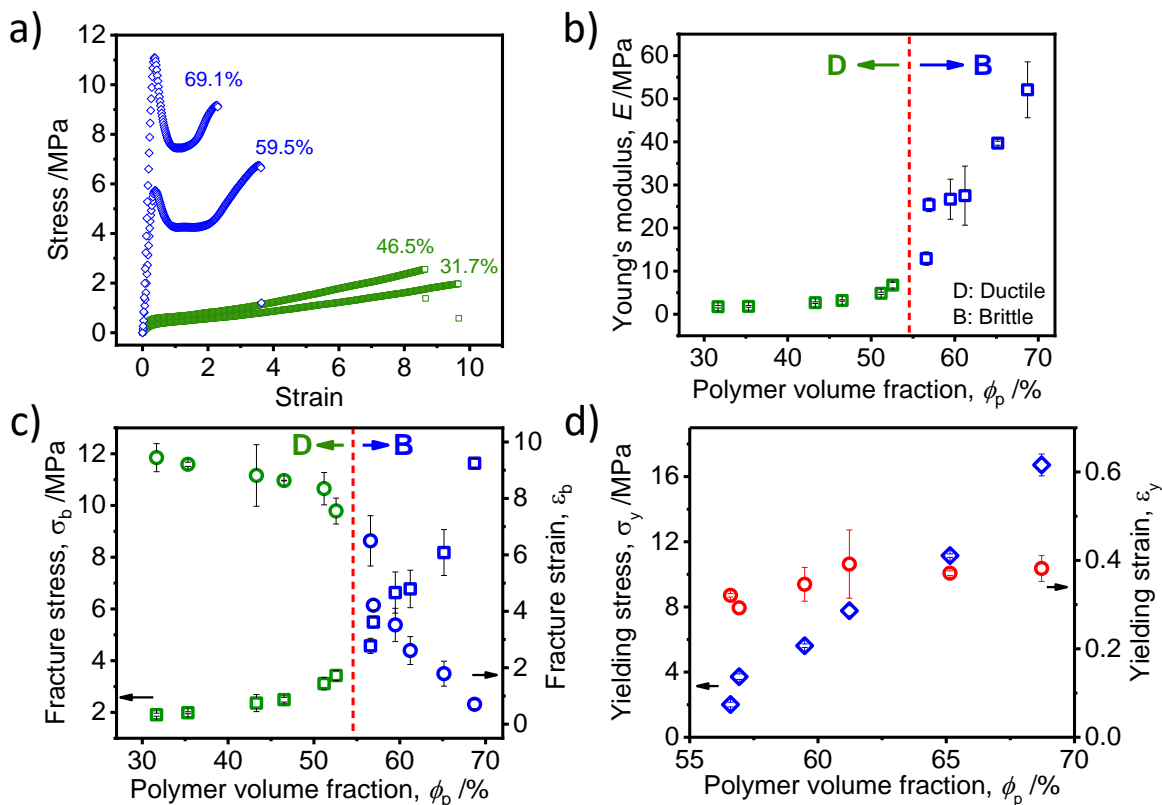 a)
12
10
8
6
4
2
0
Stress /MPa
69.1%
59.5%
46.5%
31.7%
0 2 4 6 8 10
Strain
b)
60
50
40
30
20
10
0
Young's modulus, E /MPa
D B
D: Ductile
B: Brittle
30 40 50 60 70
Polymer volume fraction, ϕp /%
c)
12
10
8
6
4
2
Fracture stress, σb /MPa
D B
10
8
6
4
2
0
Fracture strain, εb
30 40 50 60 70
Polymer volume fraction, ϕp /%
d)
16
12
8
4
0
Yielding stress, σy /MPa
0.6
0.4
0.2
0.0
Yielding strain, εy
55 60 65 70
Polymer volume fraction, ϕp /%